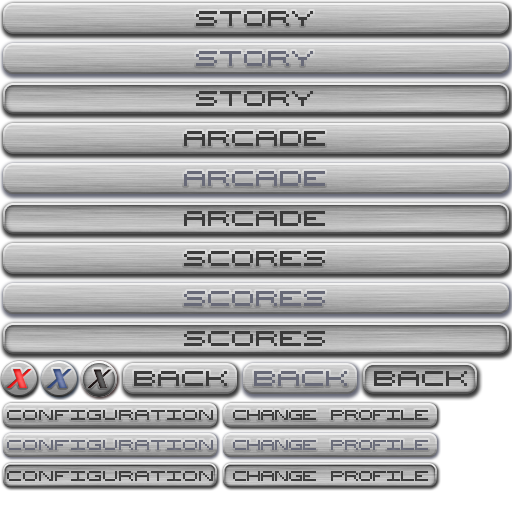 STORY
STORY
STORY
ARCADE
ARCADE
ARCADE
SCORES
SCORES
SCORES
X X X BACK BACK BACK
CONFIGURATION CHANGE PROFILE
CONFIGURATION CHANGE PROFILE
CONFIGURATION CHANGE PROFILE